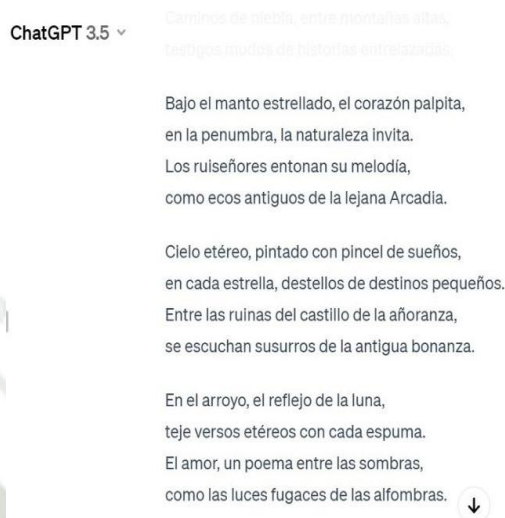 ChatGPT 3.5
Caminos de niebla, entre montañas altas,
testigos mudos de historias entrelazadas.
Bajo el manto estrellado, el corazón palpita,
en la penumbra, la naturaleza invita.
Los ruiseñores entonan su melodía,
como ecos antiguos de la lejana Arcadia.
Cielo etéreo, pintado con pincel de sueños,
en cada estrella, destellos de destinos pequeños.
Entre las ruinas del castillo de la añoranza,
se escuchan susurros de la antigua bonanza.
En el arroyo, el reflejo de la luna,
teje versos etéreos con cada espuma.
El amor, un poema entre las sombras,
como las luces fugaces de las alfombras.